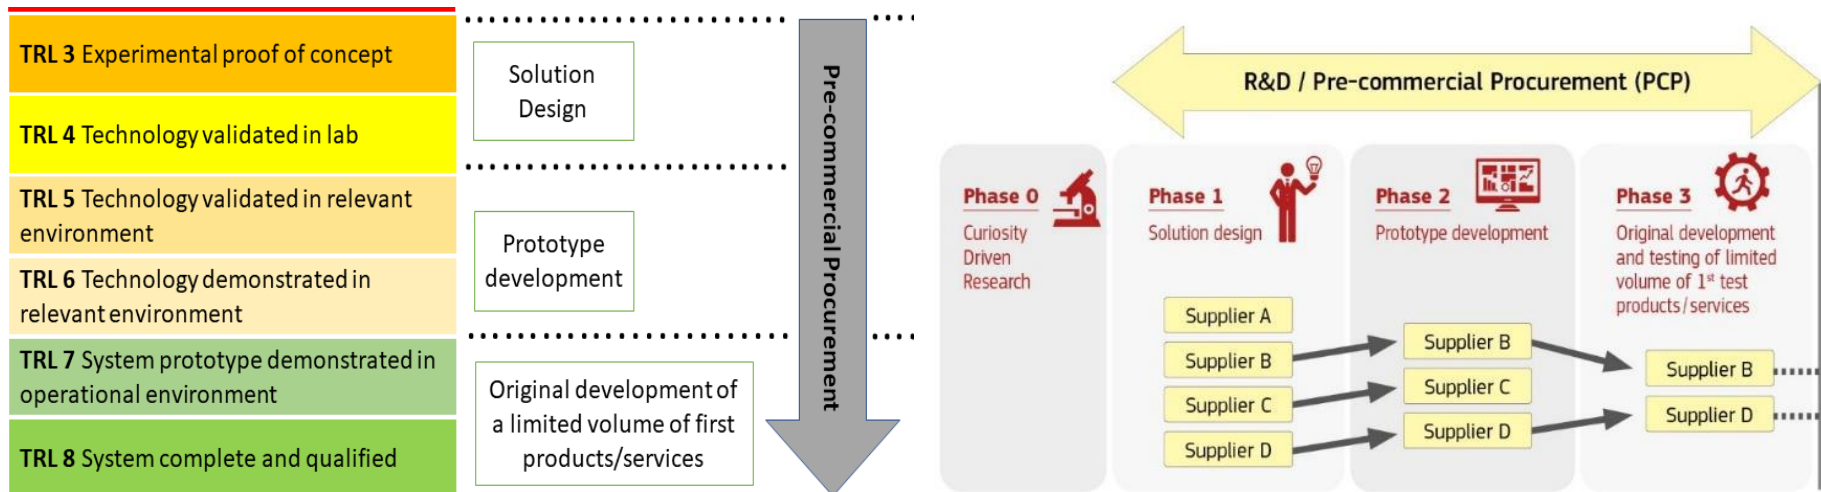 TRL 3 Experimental proof of concept
TRL 4 Technology validated in lab
TRL 5 Technology validated in relevant
environment
TRL 6 Technology demonstrated in
relevant environment
TRL 7 System prototype demonstrated in
operational environment
TRL 8 System complete and qualified
Solution
Design
Prototype
development
Original development of
a limited volume of first
products/services
Pre-commercial Procurement
R&D / Pre-commercial Procurement (PCP)
Phase 0
Curiosity
Driven
Research
Phase 1
Solution design
Supplier A
Supplier B
Supplier C
Supplier D
Phase 2
Prototype development
Supplier B
Supplier C
Supplier D
Phase 3
Original development
and testing of limited
volume of 1st test
products/services
Supplier B
Supplier D